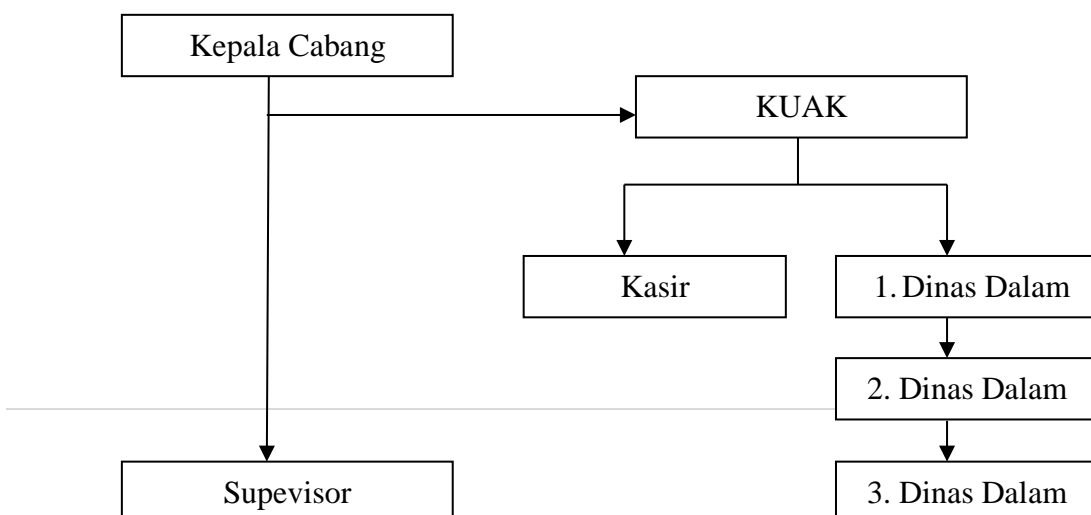 Kepala Cabang
KUAK
Kasir
1. Dinas Dalam
2. Dinas Dalam
Supevisor
3. Dinas Dalam